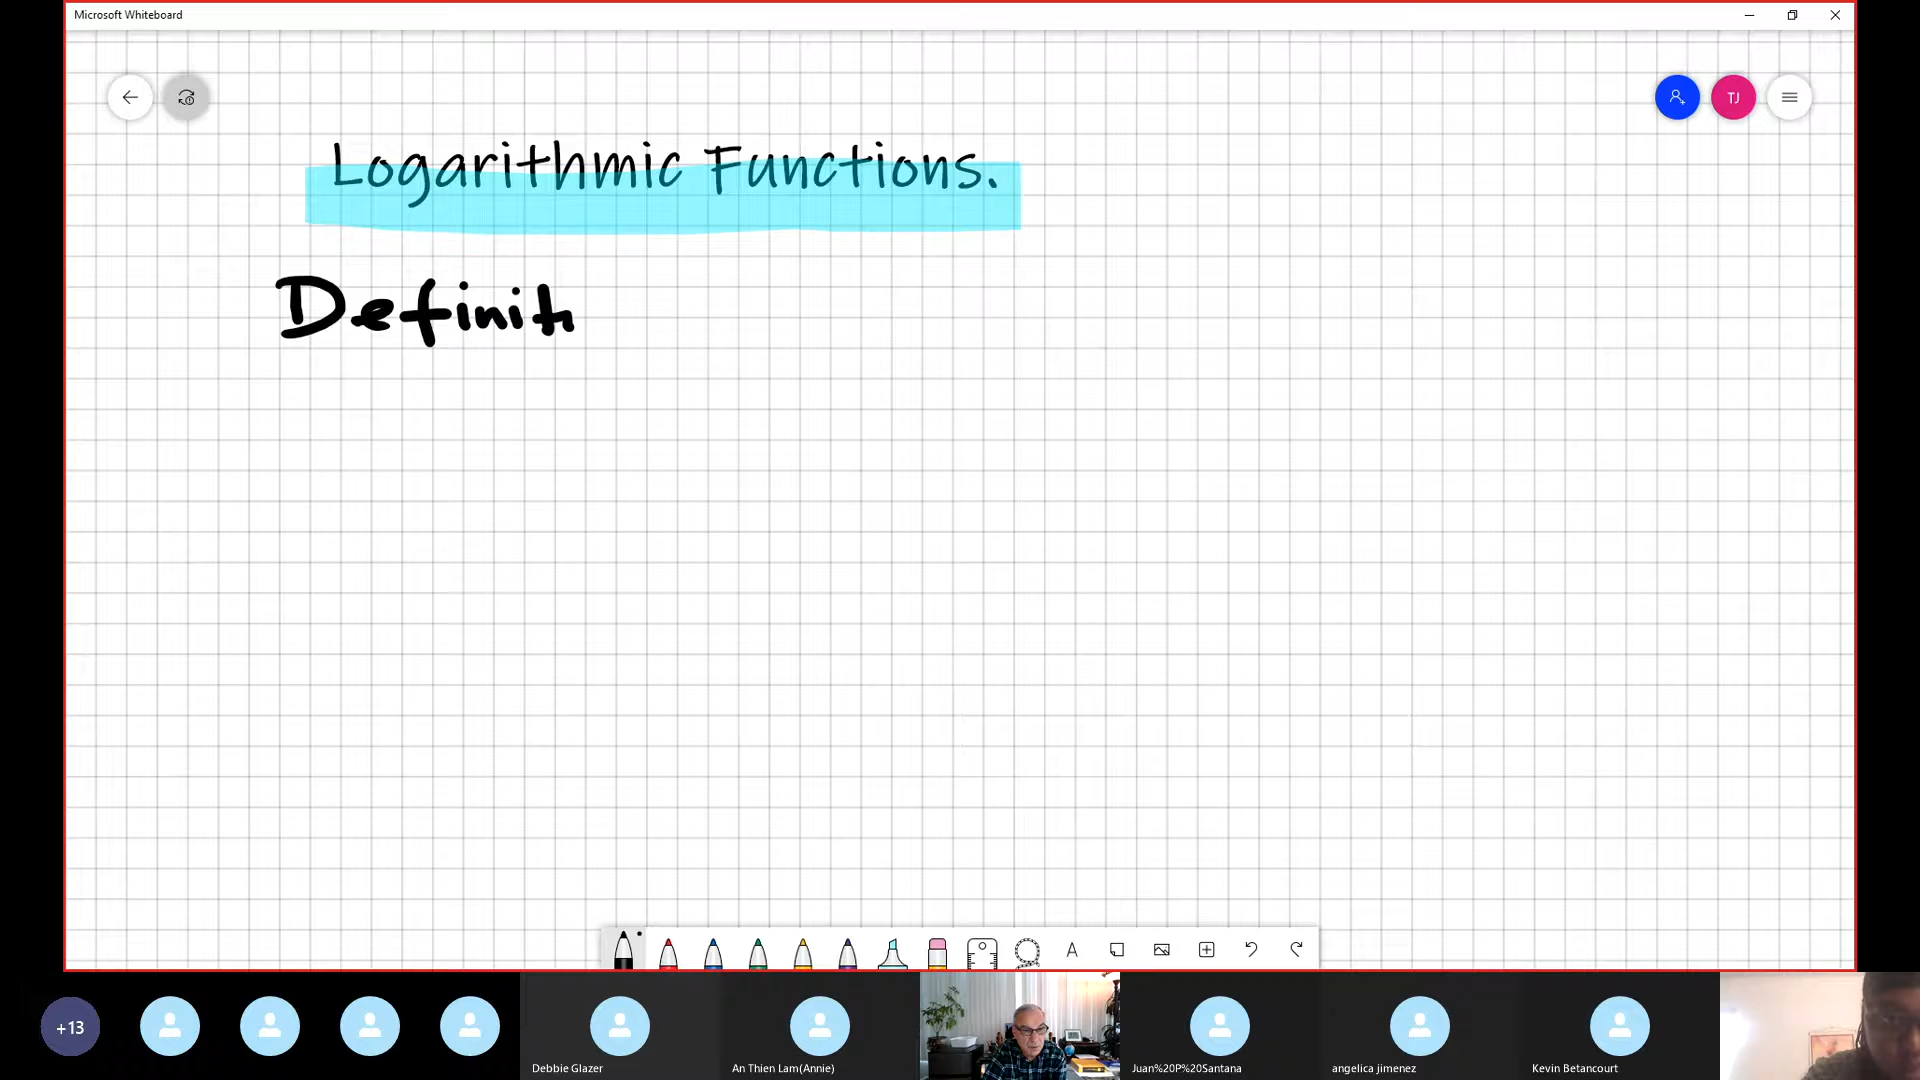 Microsoft Whiteboard
TJ
Logarithmic Functions.
Definit
A
+13
Debbie Glazer
An Thien Lam(Annie)
Juan%20P%20Santana
angelica jimenez
Kevin Betancourt